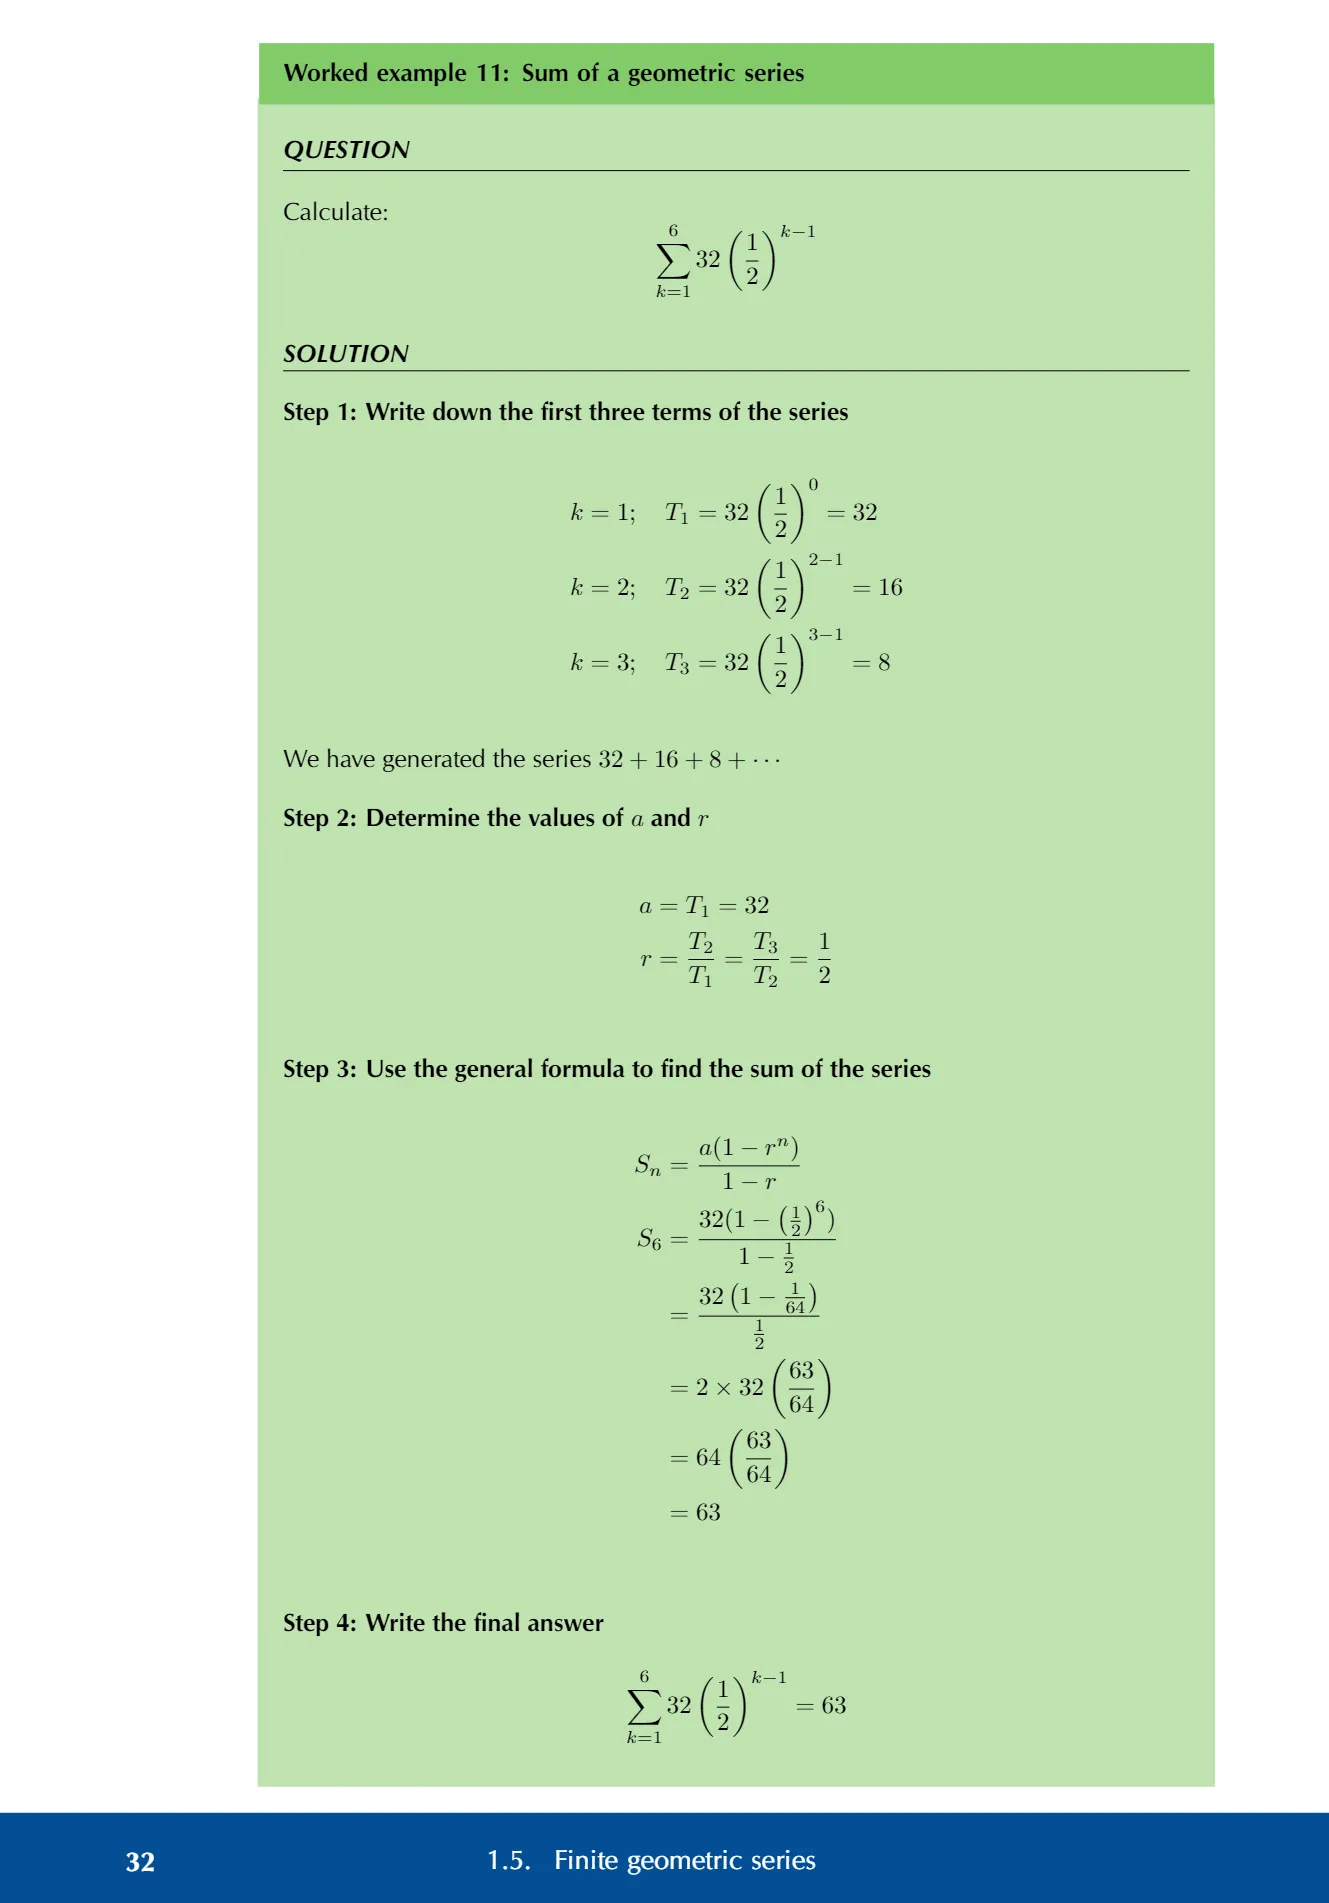 Worked example 11: Sum of a geometric series
QUESTION
Calculate:
$$\sum_{k=1}^{6} 32 \left(\frac{1}{2}\right)^{k-1}$$
SOLUTION
Step 1: Write down the first three terms of the series
$$k = 1; \quad T_1 = 32 \left(\frac{1}{2}\right)^{0} = 32$$
$$k = 2; \quad T_2 = 32 \left(\frac{1}{2}\right)^{2-1} = 16$$
$$k = 3; \quad T_3 = 32 \left(\frac{1}{2}\right)^{3-1} = 8$$
We have generated the series $32 + 16 + 8 + \cdots$
Step 2: Determine the values of $a$ and $r$
$$a = T_1 = 32$$
$$r = \frac{T_2}{T_1} = \frac{T_3}{T_2} = \frac{1}{2}$$
Step 3: Use the general formula to find the sum of the series
$$S_n = \frac{a(1 - r^n)}{1 - r}$$
$$S_6 = \frac{32(1 - \left(\frac{1}{2}\right)^6)}{1 - \frac{1}{2}}$$
$$= \frac{32 \left(1 - \frac{1}{64}\right)}{\frac{1}{2}}$$
$$= 2 \times 32 \left(\frac{63}{64}\right)$$
$$= 64 \left(\frac{63}{64}\right)$$
$$= 63$$
Step 4: Write the final answer
$$\sum_{k=1}^{6} 32 \left(\frac{1}{2}\right)^{k-1} = 63$$
32 1.5. Finite geometric series